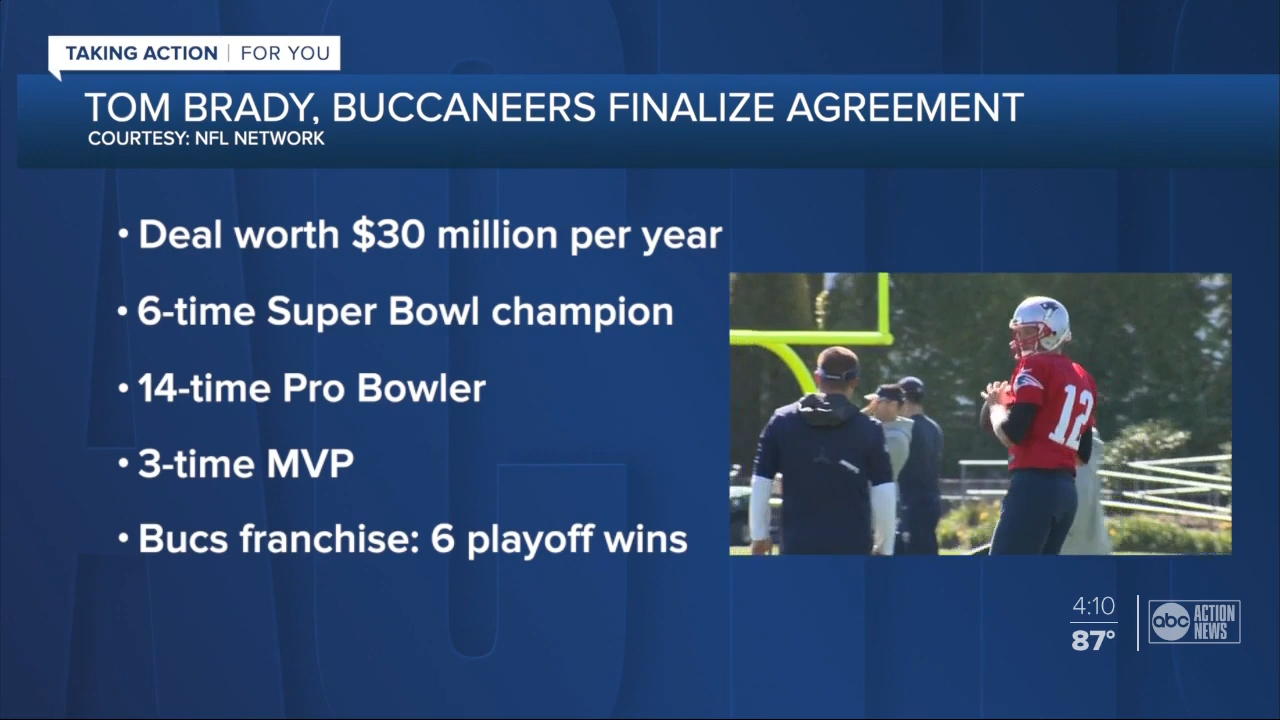 TAKING ACTION | FOR YOU
TOM BRADY, BUCCANEERS FINALIZE AGREEMENT
COURTESY: NFL NETWORK
• Deal worth $30 million per year
• 6-time Super Bowl champion
• 14-time Pro Bowler
• 3-time MVP
• Bucs franchise: 6 playoff wins
12
4:10
87°
abc ACTION
NEWS